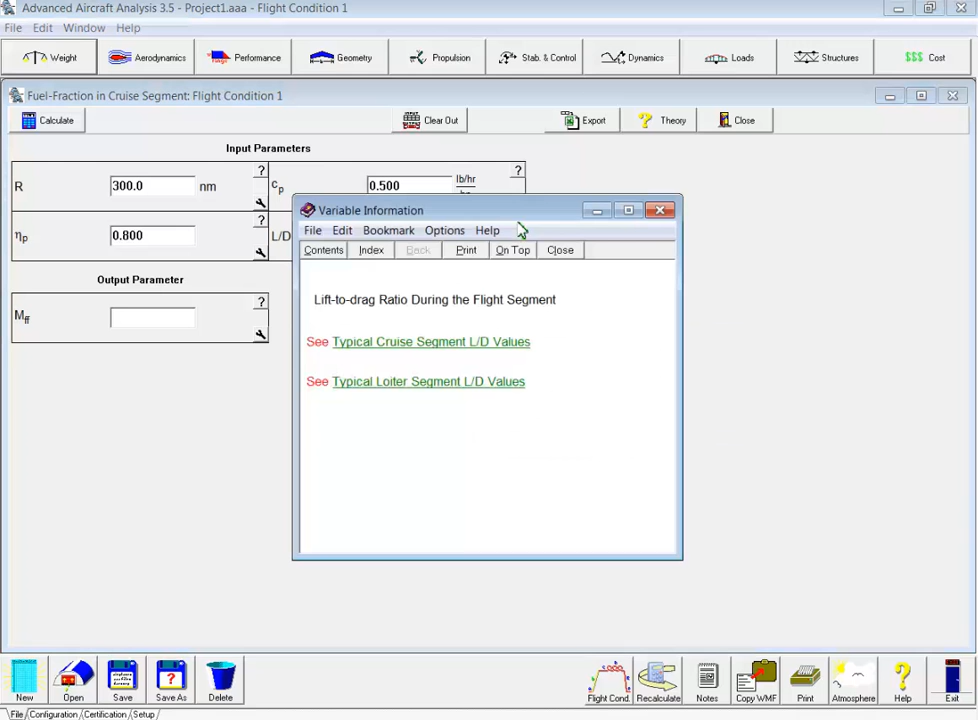 Advanced Aircraft Analysis 3.5 - Project1.aaa - Flight Condition 1
File Edit Window Help
Weight Aerodynamics Performance Geometry Propulsion Stab. & Control Dynamics Loads Structures $$$ Cost
Fuel-Fraction in Cruise Segment: Flight Condition 1
Calculate Clear Out Export ? Theory Close
Input Parameters
R 300.0 nm ? cp 0.500 lb/hr ?
ηp 0.800 ? L/D
Output Parameter
Mff ?
Variable Information
File Edit Bookmark Options Help
Contents Index Back Print On Top Close
Lift-to-drag Ratio During the Flight Segment
See Typical Cruise Segment L/D Values
See Typical Loiter Segment L/D Values
New Open Save Save As Delete Flight Cond. Recalculate Notes Copy WMF Print Atmosphere Help Exit
File Configuration Certification Setup